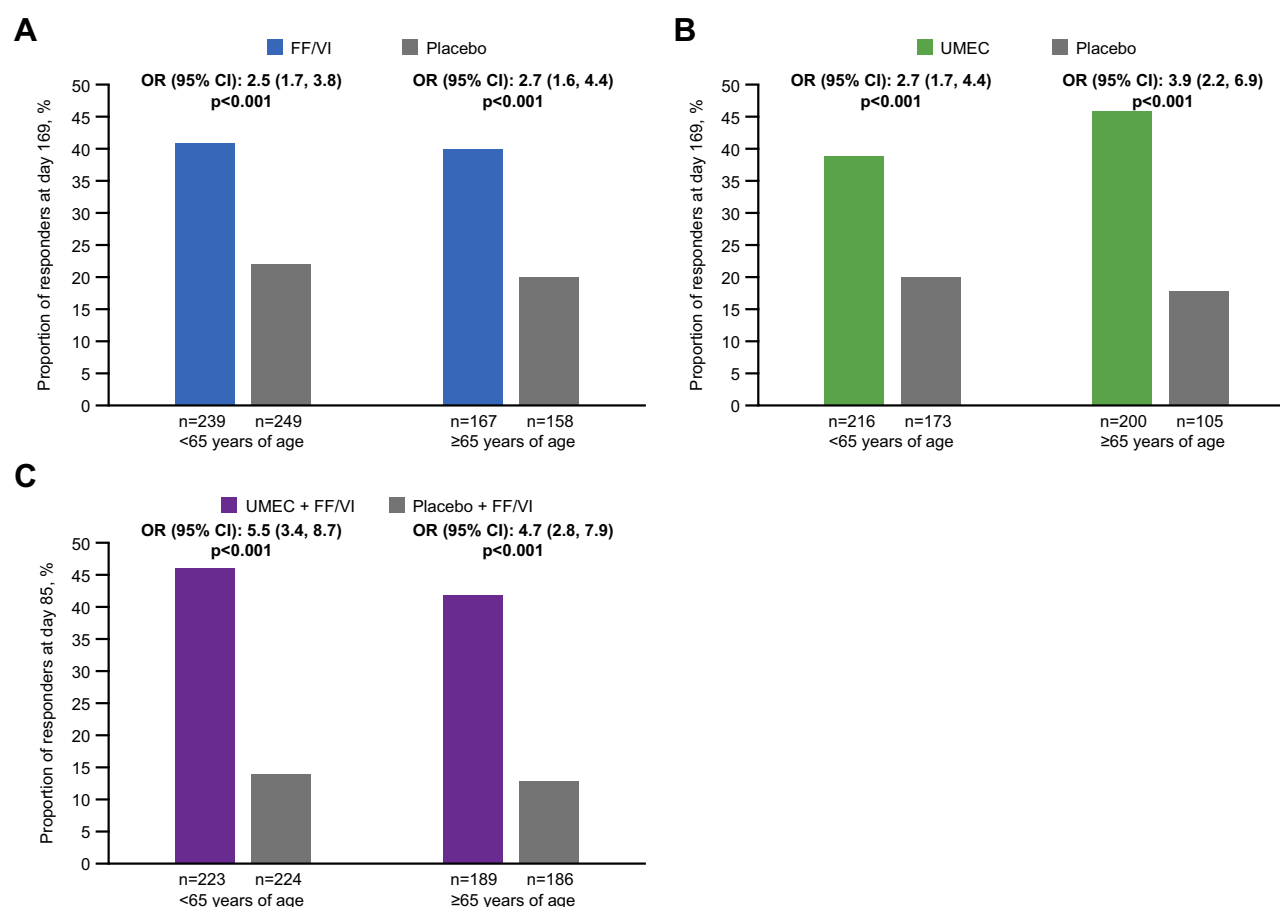 A
FF/VI Placebo
OR (95% CI): 2.5 (1.7, 3.8) OR (95% CI): 2.7 (1.6, 4.4)
p<0.001 p<0.001
Proportion of responders at day 169, %
50
45
40
35
30
25
20
15
10
5
0
n=239 n=249 n=167 n=158
<65 years of age ≥65 years of age
B
UMEC Placebo
OR (95% CI): 2.7 (1.7, 4.4) OR (95% CI): 3.9 (2.2, 6.9)
p<0.001 p<0.001
Proportion of responders at day 169, %
50
45
40
35
30
25
20
15
10
5
0
n=216 n=173 n=200 n=105
<65 years of age ≥65 years of age
C
UMEC + FF/VI Placebo + FF/VI
OR (95% CI): 5.5 (3.4, 8.7) OR (95% CI): 4.7 (2.8, 7.9)
p<0.001 p<0.001
Proportion of responders at day 85, %
50
45
40
35
30
25
20
15
10
5
0
n=223 n=224 n=189 n=186
<65 years of age ≥65 years of age